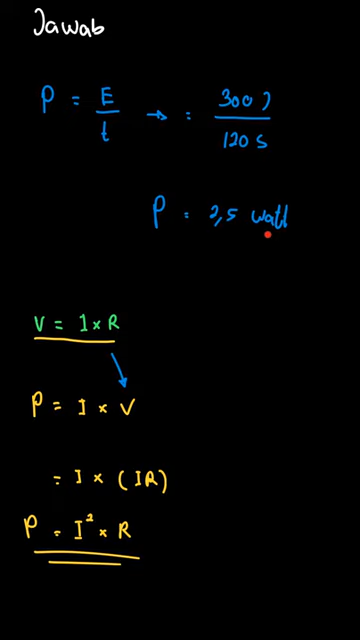 Jawab
P = E/t → = 300 J/120 s
P = 2,5 watt
V = I × R
P = I × V
= I × (IR)
P = I² × R